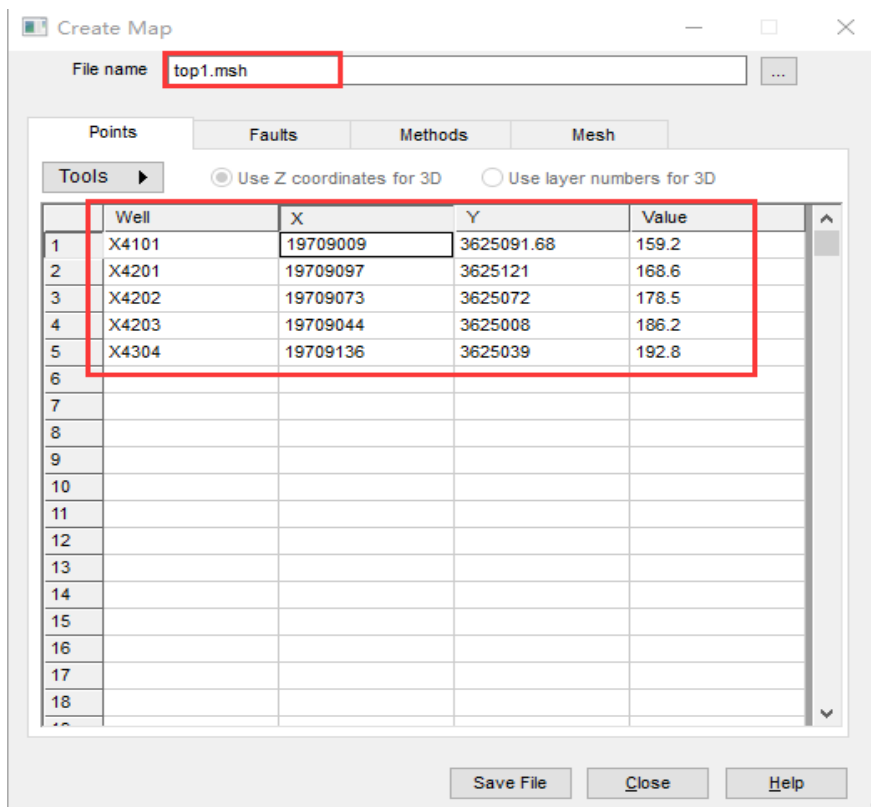 Create Map
File name top1.msh ...
Points Faults Methods Mesh
Tools Use Z coordinates for 3D Use layer numbers for 3D
Well X Y Value
1 X4101 19709009 3625091.68 159.2
2 X4201 19709097 3625121 168.6
3 X4202 19709073 3625072 178.5
4 X4203 19709044 3625008 186.2
5 X4304 19709136 3625039 192.8
6
7
8
9
10
11
12
13
14
15
16
17
18
Save File Close Help